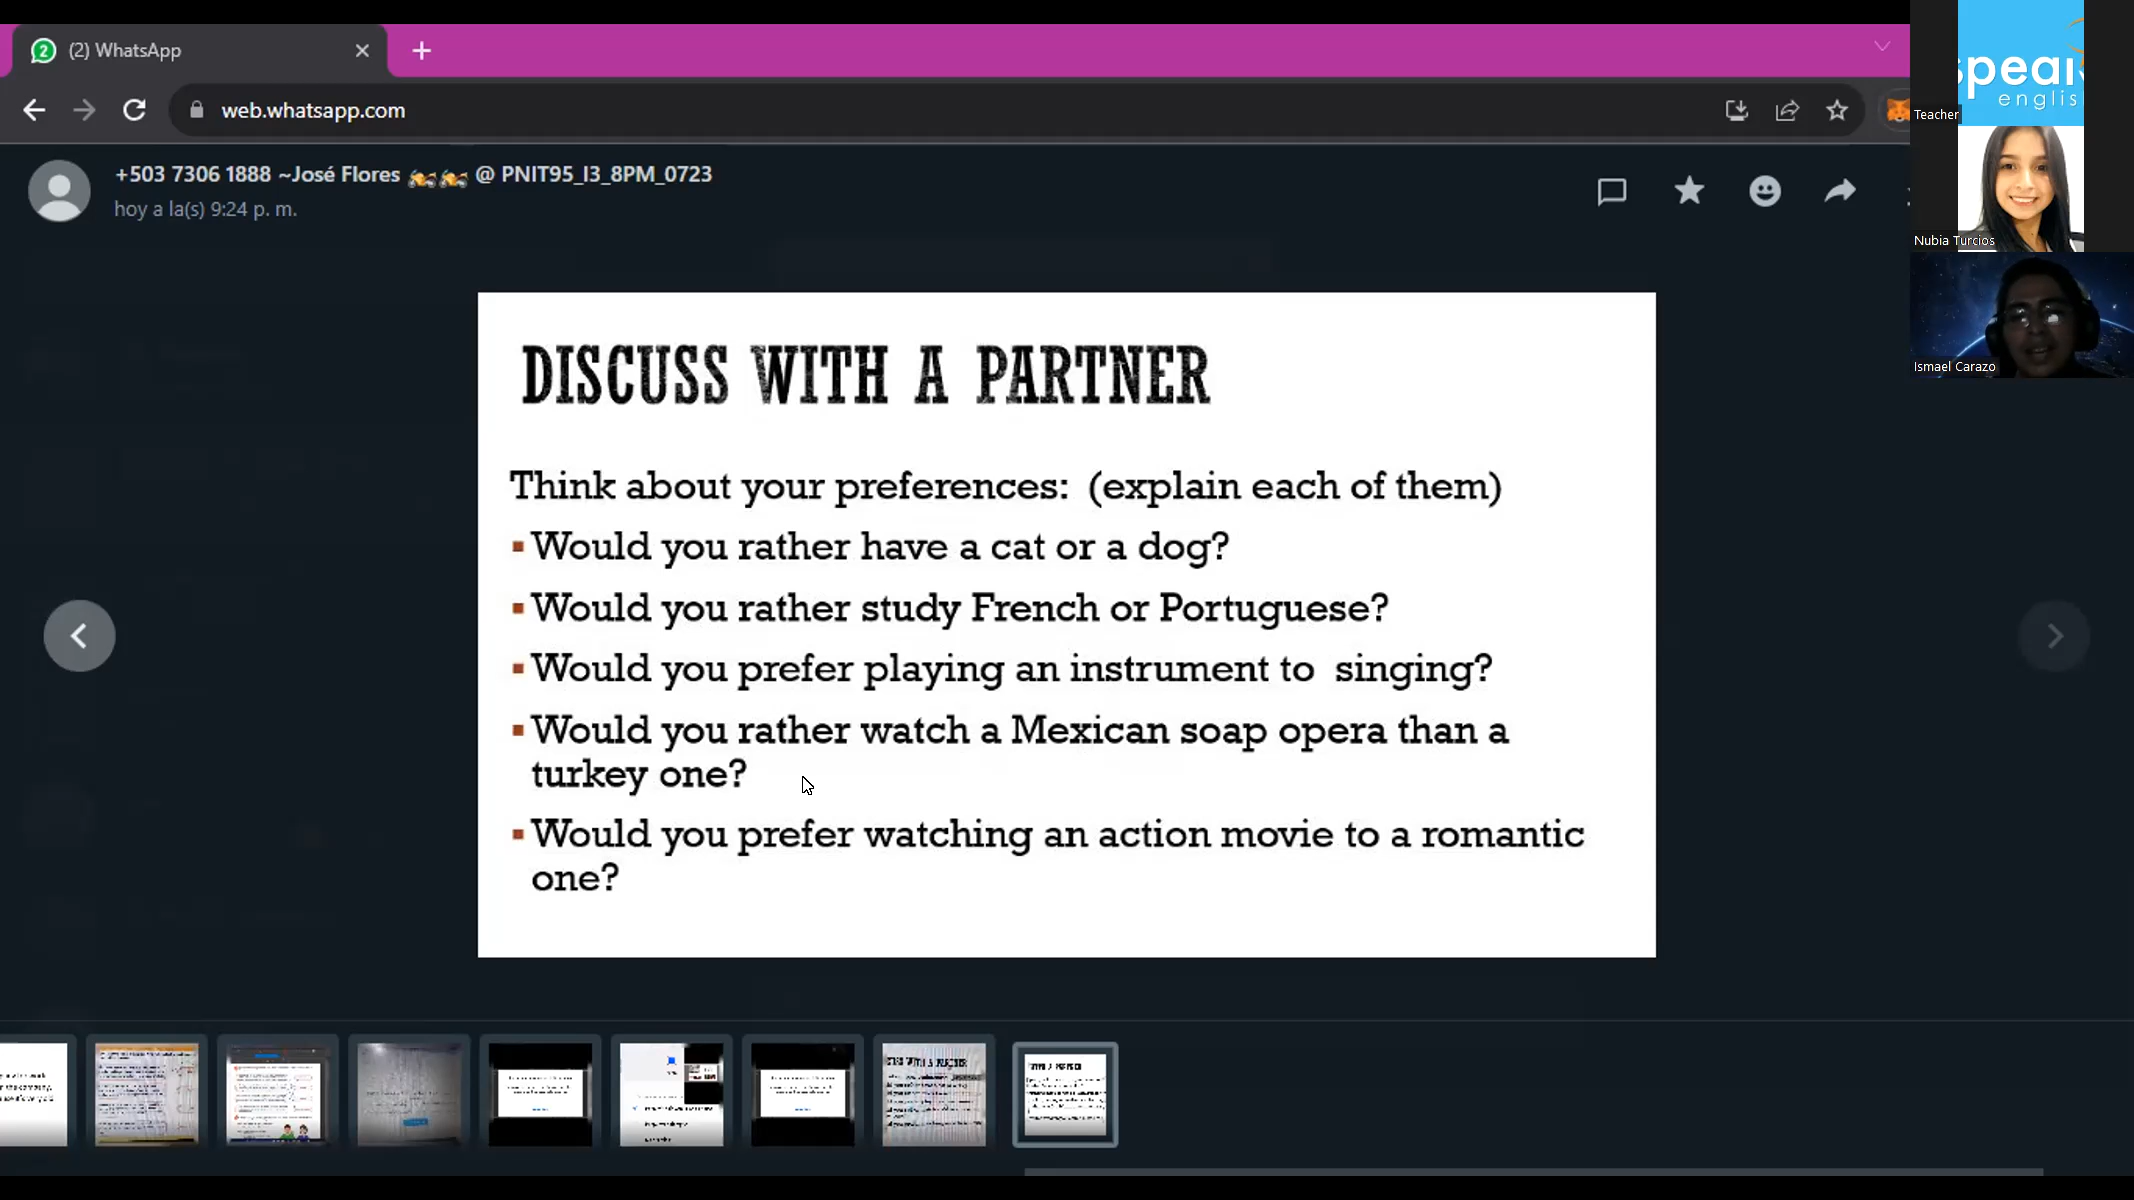 (2) WhatsApp
web.whatsapp.com
+503 7306 1888 ~José Flores 🏍️🏍️ @ PNIT95_I3_8PM_0723
hoy a la(s) 9:24 p. m.
speak
english
Teacher
Nubia Turcios
Ismael Carazo
DISCUSS WITH A PARTNER
Think about your preferences: (explain each of them)
▪ Would you rather have a cat or a dog?
▪ Would you rather study French or Portuguese?
▪ Would you prefer playing an instrument to singing?
▪ Would you rather watch a Mexican soap opera than a
turkey one?
▪ Would you prefer watching an action movie to a romantic
one?